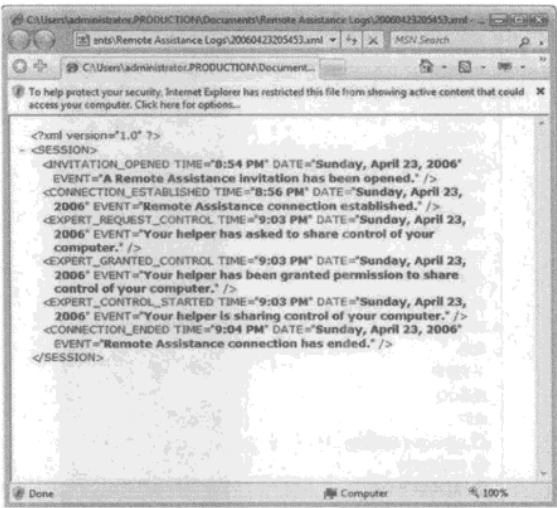 C:\Users\administrator.PRODUCTION\Documents\Remote Assistance Logs\20060423205453.xml - ...
ents\Remote Assistance Logs\20060423205453.xml
MSN Search
C:\Users\administrator.PRODUCTION\Document...
To help protect your security, Internet Explorer has restricted this file from showing active content that could
access your computer. Click here for options...
<?xml version="1.0" ?>
- <SESSION>
<INVITATION_OPENED TIME="8:54 PM" DATE="Sunday, April 23, 2006"
EVENT="A Remote Assistance invitation has been opened." />
<CONNECTION_ESTABLISHED TIME="8:56 PM" DATE="Sunday, April 23,
2006" EVENT="Remote Assistance connection established." />
<EXPERT_REQUEST_CONTROL TIME="9:03 PM" DATE="Sunday, April 23,
2006" EVENT="Your helper has asked to share control of your
computer." />
<EXPERT_GRANTED_CONTROL TIME="9:03 PM" DATE="Sunday, April 23,
2006" EVENT="Your helper has been granted permission to share
control of your computer." />
<EXPERT_CONTROL_STARTED TIME="9:03 PM" DATE="Sunday, April 23,
2006" EVENT="Your helper is sharing control of your computer." />
<CONNECTION_ENDED TIME="9:04 PM" DATE="Sunday, April 23, 2006"
EVENT="Remote Assistance connection has ended." />
</SESSION>
Done
Computer
100%